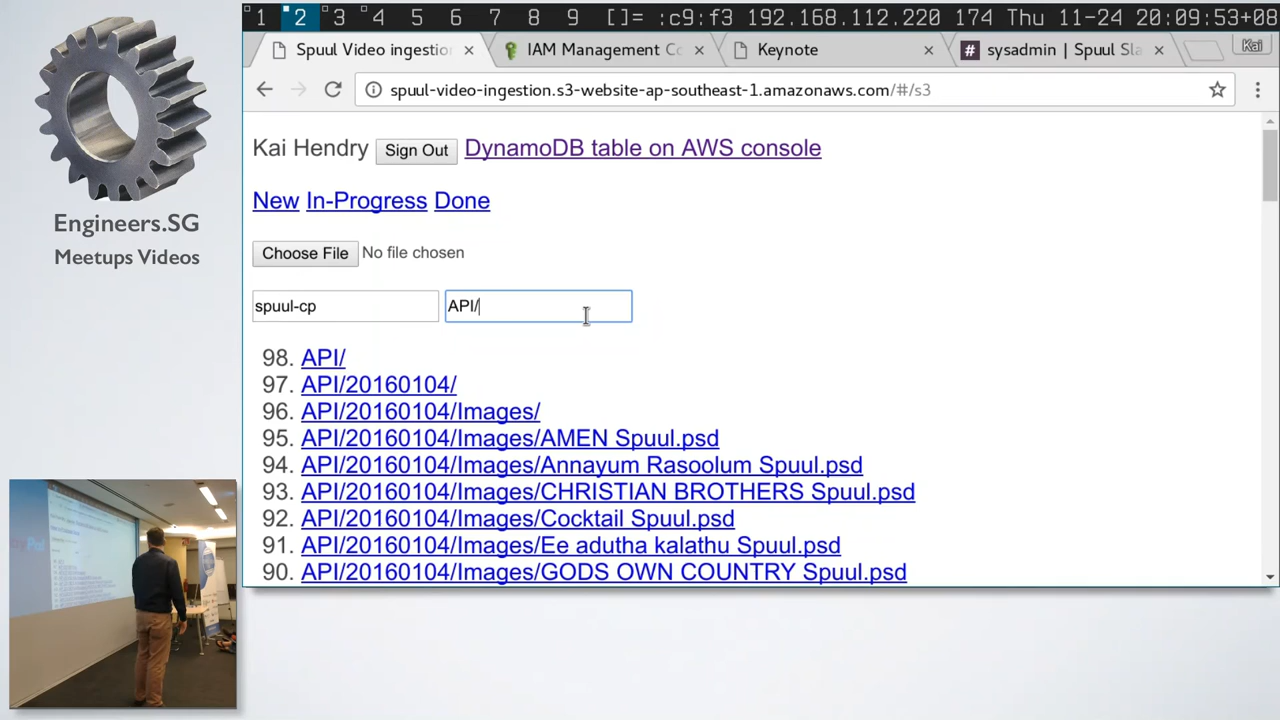 1 2 3 4 5 6 7 8 9 []= :c9:f3 192.168.112.220 174 Thu 11-24 20:09:53+08
Spuul Video ingestio
IAM Management Co
Keynote
sysadmin | Spuul Sla
Kai
spuul-video-ingestion.s3-website-ap-southeast-1.amazonaws.com/#/s3
Kai Hendry Sign Out DynamoDB table on AWS console
New In-Progress Done
Choose File No file chosen
spuul-cp API/
98. API/
97. API/20160104/
96. API/20160104/Images/
95. API/20160104/Images/AMEN Spuul.psd
94. API/20160104/Images/Annayum Rasoolum Spuul.psd
93. API/20160104/Images/CHRISTIAN BROTHERS Spuul.psd
92. API/20160104/Images/Cocktail Spuul.psd
91. API/20160104/Images/Ee adutha kalathu Spuul.psd
90. API/20160104/Images/GODS OWN COUNTRY Spuul.psd
Engineers.SG
Meetups Videos